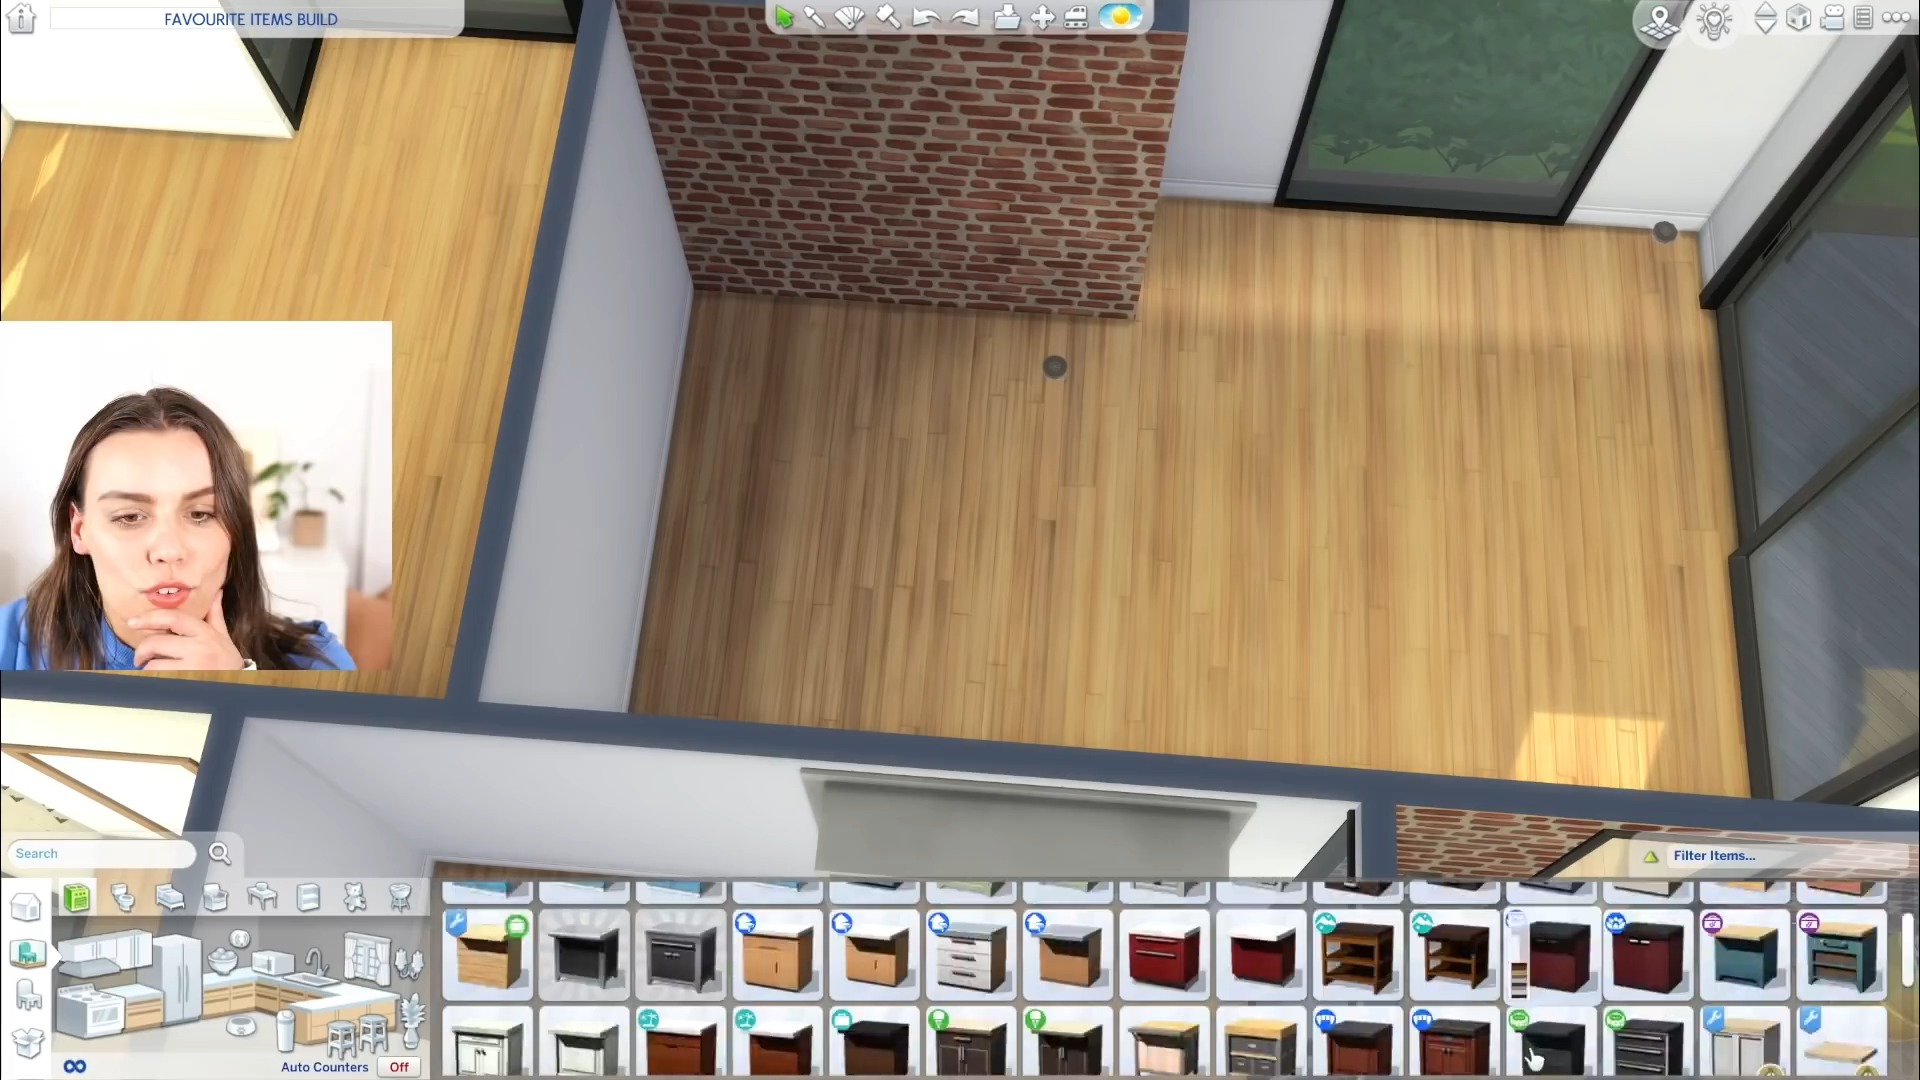 FAVOURITE ITEMS BUILD
Search
Filter Items...
Auto Counters
Off